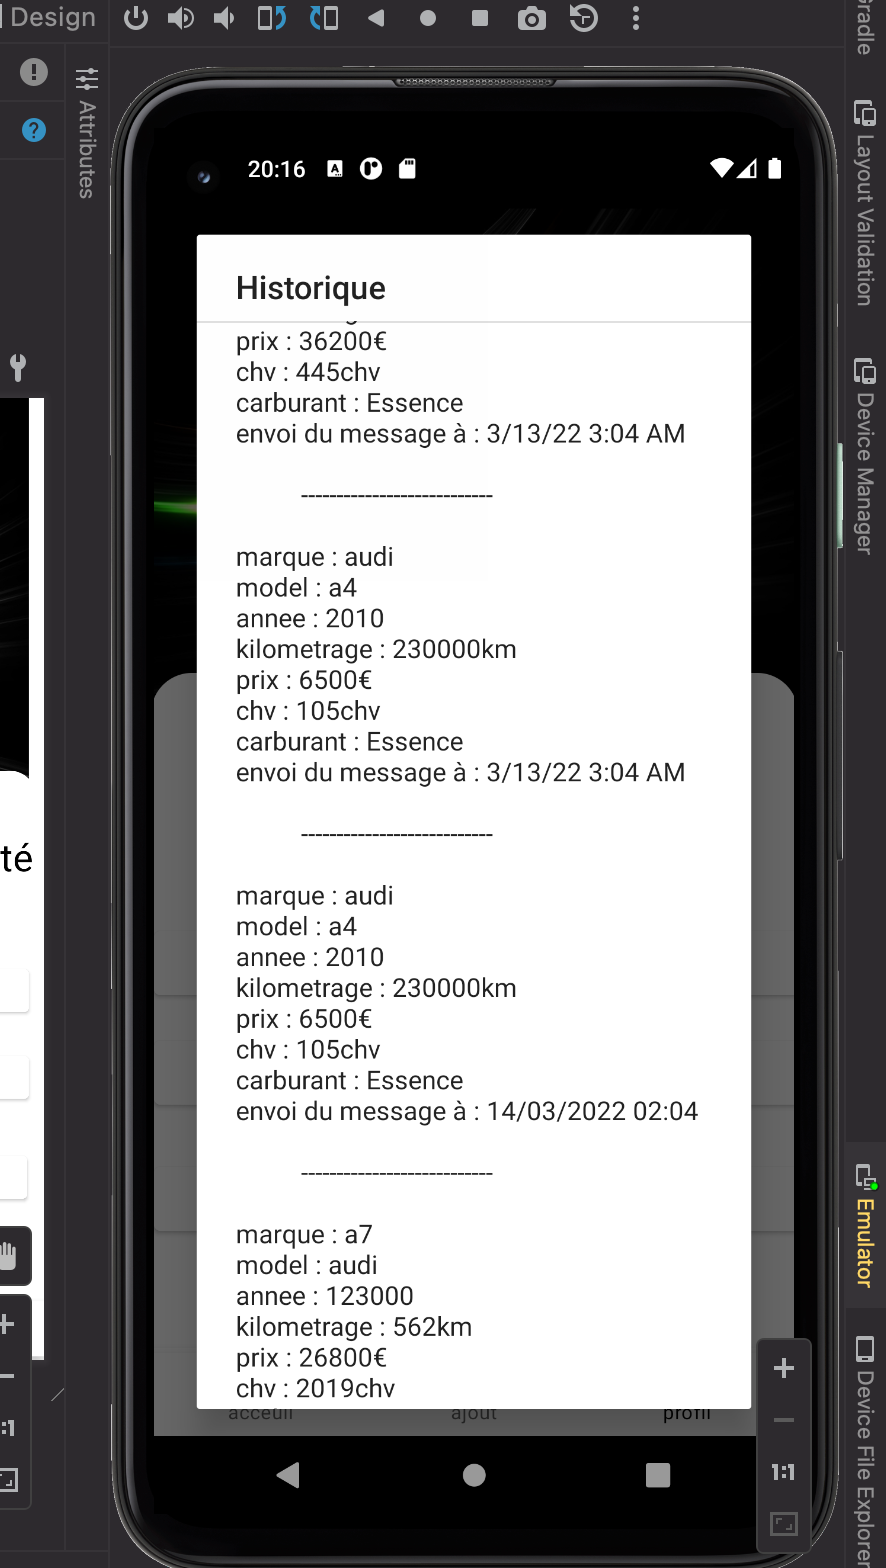 Design
Attributes
té
20:16
A
Historique
prix : 36200€
chv : 445chv
carburant : Essence
envoi du message à : 3/13/22 3:04 AM
---------------------------
marque : audi
model : a4
annee : 2010
kilometrage : 230000km
prix : 6500€
chv : 105chv
carburant : Essence
envoi du message à : 3/13/22 3:04 AM
---------------------------
marque : audi
model : a4
annee : 2010
kilometrage : 230000km
prix : 6500€
chv : 105chv
carburant : Essence
envoi du message à : 14/03/2022 02:04
---------------------------
marque : a7
model : audi
annee : 123000
kilometrage : 562km
prix : 26800€
chv : 2019chv
acceuil
ajout
profil
1:1
Gradle
Layout Validation
Device Manager
Emulator
Device File Explorer